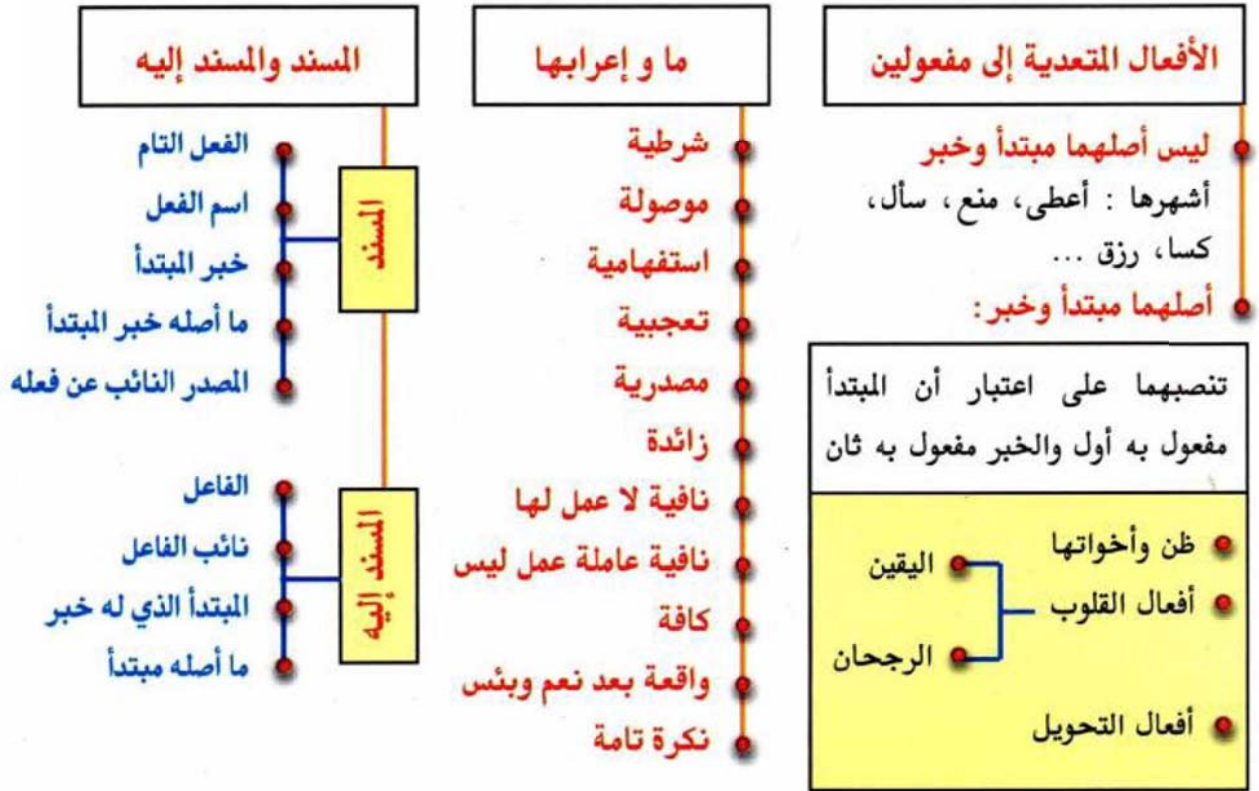 الأفعال المتعدية إلى مفعولين
ليس أصلهما مبتدأ وخبر
أشهرها : أعطى، منع، سأل،
كسا، رزق ...
أصلهما مبتدأ وخبر:
تنصبهما على اعتبار أن المبتدأ
مفعول به أول والخبر مفعول به ثان
ظن وأخواتها
أفعال القلوب
اليقين
الرجحان
أفعال التحويل
ما و إعرابها
شرطية
موصولة
استفهامية
تعجبية
مصدرية
زائدة
نافية لا عمل لها
نافية عاملة عمل ليس
كافة
واقعة بعد نعم وبئس
نكرة تامة
المسند والمسند إليه
المسند
الفعل التام
اسم الفعل
خبر المبتدأ
ما أصله خبر المبتدأ
المصدر النائب عن فعله
المسند إليه
الفاعل
نائب الفاعل
المبتدأ الذي له خبر
ما أصله مبتدأ